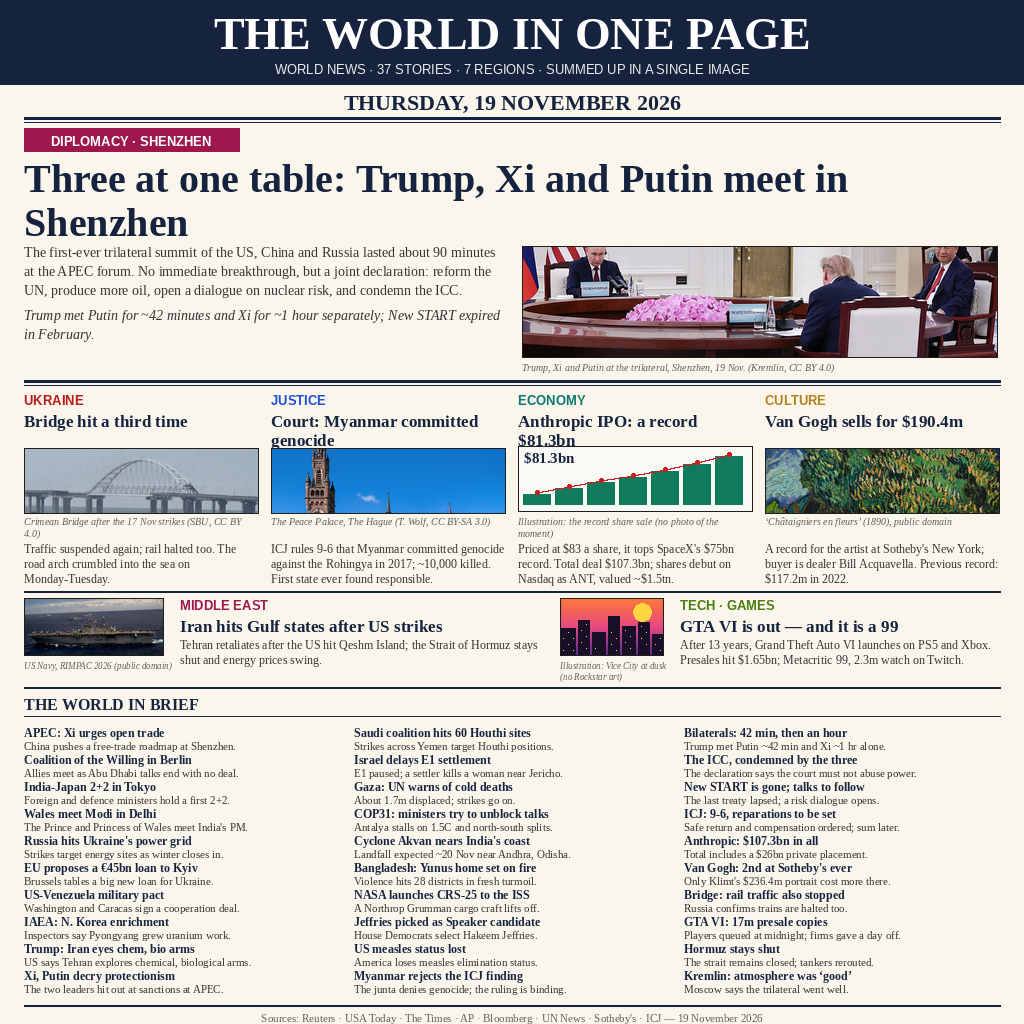 THE WORLD IN ONE PAGE
WORLD NEWS · 37 STORIES · 7 REGIONS · SUMMED UP IN A SINGLE IMAGE
THURSDAY, 19 NOVEMBER 2026
DIPLOMACY · SHENZHEN
Three at one table: Trump, Xi and Putin meet in
Shenzhen
The first-ever trilateral summit of the US, China and Russia lasted about 90 minutes
at the APEC forum. No immediate breakthrough, but a joint declaration: reform the
UN, produce more oil, open a dialogue on nuclear risk, and condemn the ICC.
Trump met Putin for ~42 minutes and Xi for ~1 hour separately; New START expired
in February.
Trump, Xi and Putin at the trilateral, Shenzhen, 19 Nov. (Kremlin, CC BY 4.0)
UKRAINE
Bridge hit a third time
Crimean Bridge after the 17 Nov strikes (SBU, CC BY
4.0)
Traffic suspended again; rail halted too. The
road arch crumbled into the sea on
Monday-Tuesday.
JUSTICE
Court: Myanmar committed
genocide
The Peace Palace, The Hague (T. Wolf, CC BY-SA 3.0)
ICJ rules 9-6 that Myanmar committed genocide
against the Rohingya in 2017; ~10,000 killed.
First state ever found responsible.
ECONOMY
Anthropic IPO: a record
$81.3bn
$81.3bn
Illustration: the record share sale (no photo of the
moment)
Priced at $83 a share, it tops SpaceX's $75bn
record. Total deal $107.3bn; shares debut on
Nasdaq as ANT, valued ~$1.5tn.
CULTURE
Van Gogh sells for $190.4m
‘Châtaigniers en fleurs’ (1890), public domain
A record for the artist at Sotheby's New York;
buyer is dealer Bill Acquavella. Previous record:
$117.2m in 2022.
US Navy, RIMPAC 2026 (public domain)
MIDDLE EAST
Iran hits Gulf states after US strikes
Tehran retaliates after the US hit Qeshm Island; the Strait of Hormuz stays
shut and energy prices swing.
Illustration: Vice City at dusk
(no Rockstar art)
TECH · GAMES
GTA VI is out — and it is a 99
After 13 years, Grand Theft Auto VI launches on PS5 and Xbox.
Presales hit $1.65bn; Metacritic 99, 2.3m watch on Twitch.
THE WORLD IN BRIEF
APEC: Xi urges open trade
China pushes a free-trade roadmap at Shenzhen.
Coalition of the Willing in Berlin
Allies meet as Abu Dhabi talks end with no deal.
India-Japan 2+2 in Tokyo
Foreign and defence ministers hold a first 2+2.
Wales meet Modi in Delhi
The Prince and Princess of Wales meet India's PM.
Russia hits Ukraine's power grid
Strikes target energy sites as winter closes in.
EU proposes a €45bn loan to Kyiv
Brussels tables a big new loan for Ukraine.
US-Venezuela military pact
Washington and Caracas sign a cooperation deal.
IAEA: N. Korea enrichment
Inspectors say Pyongyang grew uranium work.
Trump: Iran eyes chem, bio arms
US says Tehran explores chemical, biological arms.
Xi, Putin decry protectionism
The two leaders hit out at sanctions at APEC.
Saudi coalition hits 60 Houthi sites
Strikes across Yemen target Houthi positions.
Israel delays E1 settlement
E1 paused; a settler kills a woman near Jericho.
Gaza: UN warns of cold deaths
About 1.7m displaced; strikes go on.
COP31: ministers try to unblock talks
Antalya stalls on 1.5C and north-south splits.
Cyclone Akvan nears India's coast
Landfall expected ~20 Nov near Andhra, Odisha.
Bangladesh: Yunus home set on fire
Violence hits 28 districts in fresh turmoil.
NASA launches CRS-25 to the ISS
A Northrop Grumman cargo craft lifts off.
Jeffries picked as Speaker candidate
House Democrats select Hakeem Jeffries.
US measles status lost
America loses measles elimination status.
Myanmar rejects the ICJ finding
The junta denies genocide; the ruling is binding.
Bilaterals: 42 min, then an hour
Trump met Putin ~42 min and Xi ~1 hr alone.
The ICC, condemned by the three
The declaration says the court must not abuse power.
New START is gone; talks to follow
The last treaty lapsed; a risk dialogue opens.
ICJ: 9-6, reparations to be set
Safe return and compensation ordered; sum later.
Anthropic: $107.3bn in all
Total includes a $26bn private placement.
Van Gogh: 2nd at Sotheby's ever
Only Klimt's $236.4m portrait cost more there.
Bridge: rail traffic also stopped
Russia confirms trains are halted too.
GTA VI: 17m presale copies
Players queued at midnight; firms gave a day off.
Hormuz stays shut
The strait remains closed; tankers rerouted.
Kremlin: atmosphere was ‘good’
Moscow says the trilateral went well.
Sources: Reuters · USA Today · The Times · AP · Bloomberg · UN News · Sotheby's · ICJ — 19 November 2026